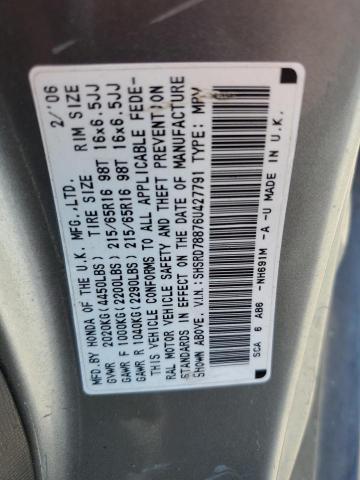 MFD.BY HONDA OF THE U.K. MFG.,LTD. 2/'06
TIRE SIZE RIM SIZE
GVWR 2020KG(4450LBS)
GAWR F 1000KG(2200LBS) 215/65R16 98T 16x6.5JJ
GAWR R 1040KG(2290LBS) 215/65R16 98T 16x6.5JJ
THIS VEHICLE CONFORMS TO ALL APPLICABLE FEDE-
RAL MOTOR VEHICLE SAFETY AND THEFT PREVENTION
STANDARDS IN EFFECT ON THE DATE OF MANUFACTURE
SHOWN ABOVE. V.I.N.:SHSRD78876U427791 TYPE: MPV
SCA 6 AB6 -NH691M -A -U MADE IN U.K.